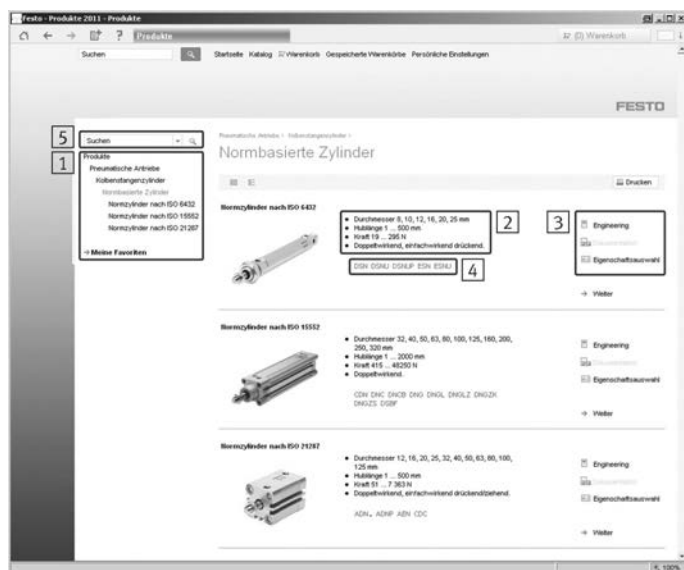 Festo - Produkte 2011 - Produkte
Produkte
(0) Warenkorb
Suchen
Startseite Katalog Warenkorb Gespeicherte Warenkörbe Persönliche Einstellungen
FESTO
5
Suchen
Pneumatische Antriebe > Kolbenstangenzylinder >
1
Produkte
Pneumatische Antriebe
Kolbenstangenzylinder
Normbasierte Zylinder
Normzylinder nach ISO 6432
Normzylinder nach ISO 15552
Normzylinder nach ISO 21287
→ Meine Favoriten
Normbasierte Zylinder
Drucken
Normzylinder nach ISO 6432
• Durchmesser 8, 10, 12, 16, 20, 25 mm
• Hublänge 1 ... 500 mm
• Kraft 19 ... 295 N
• Doppeltwirkend, einfachwirkend drückend.
2
DSN DSNU DSNUP ESN ESNU
4
3
Engineering
Eigenschaftsauswahl
→ Weiter
Normzylinder nach ISO 15552
• Durchmesser 32, 40, 50, 63, 80, 100, 125, 160, 200,
250, 320 mm
• Hublänge 1 ... 2000 mm
• Kraft 415 ... 48250 N
• Doppeltwirkend.
CDN DNC DNCB DNG DNGL DNGLZ DNGZK
DNGZS DSBF
Engineering
Eigenschaftsauswahl
→ Weiter
Normzylinder nach ISO 21287
• Durchmesser 12, 16, 20, 25, 32, 40, 50, 63, 80, 100,
125 mm
• Hublänge 1 ... 500 mm
• Kraft 51 ... 7 363 N
• Doppeltwirkend, einfachwirkend drückend/ziehend.
ADN, ADNP AEN CDC
Engineering
Eigenschaftsauswahl
→ Weiter
100%